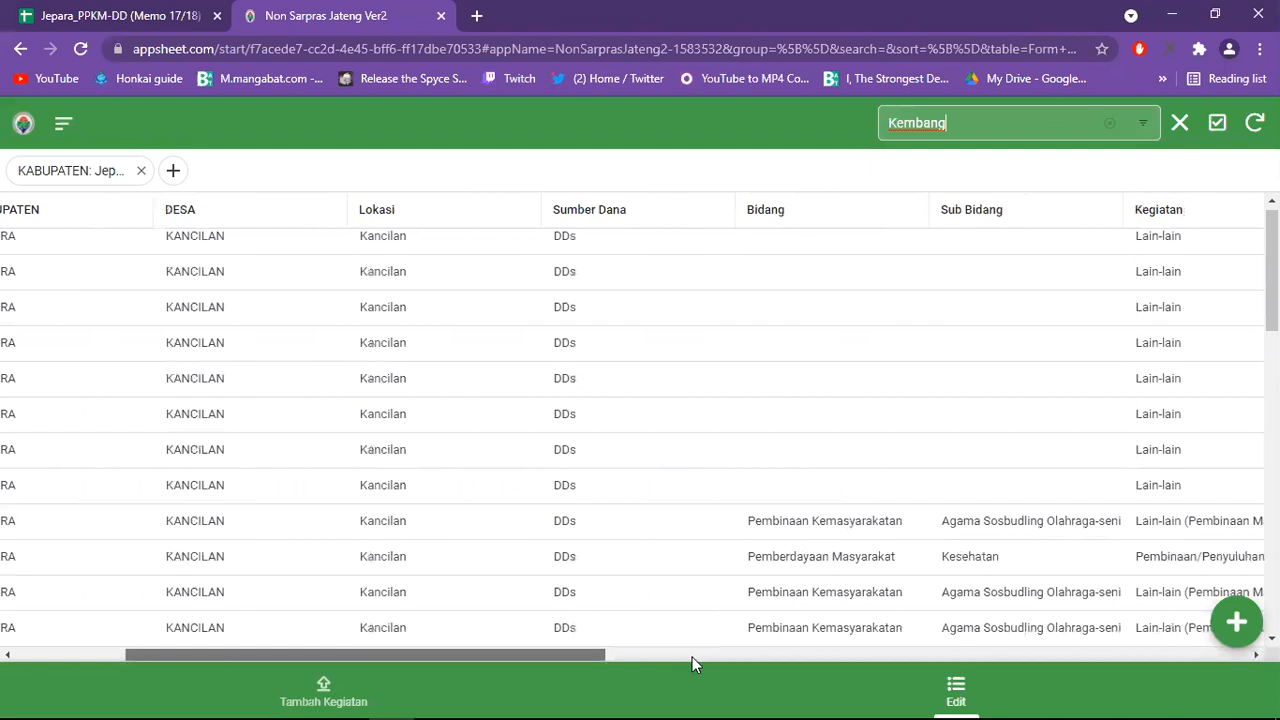 Jepara_PPKM-DD (Memo 17/18)
Non Sarpras Jateng Ver2
appsheet.com/start/f7acede7-cc2d-4e45-bff6-ff17dbe70533#appName=NonSarprasJateng2-1583532&group=%5B%5D&search=&sort=%5B%5D&table=Form+...
YouTube
Honkai guide
M.mangabat.com -...
Release the Spyce S...
Twitch
(2) Home / Twitter
YouTube to MP4 Co...
I, The Strongest De...
My Drive - Google...
»
Reading list
Kembang
KABUPATEN: Jep...
UPATEN DESA Lokasi Sumber Dana Bidang Sub Bidang Kegiatan
RA KANCILAN Kancilan DDs Lain-lain
RA KANCILAN Kancilan DDs Lain-lain
RA KANCILAN Kancilan DDs Lain-lain
RA KANCILAN Kancilan DDs Lain-lain
RA KANCILAN Kancilan DDs Lain-lain
RA KANCILAN Kancilan DDs Lain-lain
RA KANCILAN Kancilan DDs Lain-lain
RA KANCILAN Kancilan DDs Lain-lain
RA KANCILAN Kancilan DDs Pembinaan Kemasyarakatan Agama Sosbudling Olahraga-seni Lain-lain (Pembinaan M
RA KANCILAN Kancilan DDs Pemberdayaan Masyarakat Kesehatan Pembinaan/Penyuluhan
RA KANCILAN Kancilan DDs Pembinaan Kemasyarakatan Agama Sosbudling Olahraga-seni Lain-lain (Pembinaan M
RA KANCILAN Kancilan DDs Pembinaan Kemasyarakatan Agama Sosbudling Olahraga-seni Lain-lain (Pem
Tambah Kegiatan
Edit